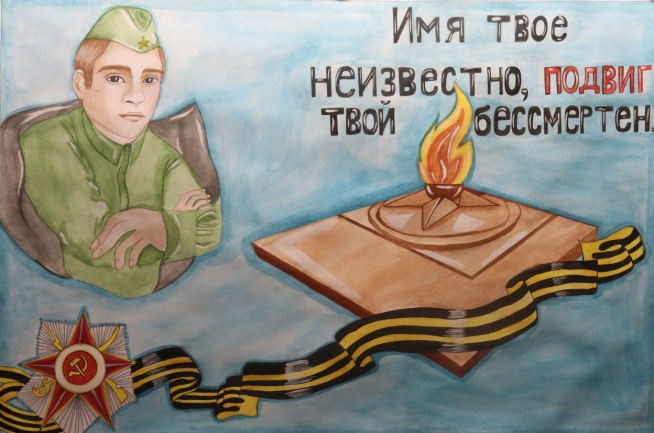 Имя твое
неизвестно, подвиг
твой бессмертен.